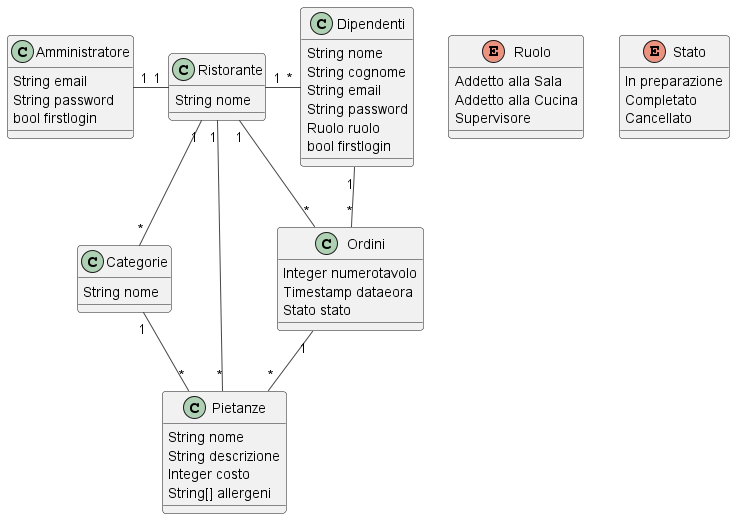 C Amministratore
String email
String password
bool firstlogin
1 1
C Ristorante
String nome
1 *
C Dipendenti
String nome
String cognome
String email
String password
Ruolo ruolo
bool firstlogin
E Ruolo
Addetto alla Sala
Addetto alla Cucina
Supervisore
E Stato
In preparazione
Completato
Cancellato
1 1 1
1
* * *
C Categorie
String nome
C Ordini
Integer numerotavolo
Timestamp dataeora
Stato stato
1 1
* * *
C Pietanze
String nome
String descrizione
Integer costo
String[] allergeni